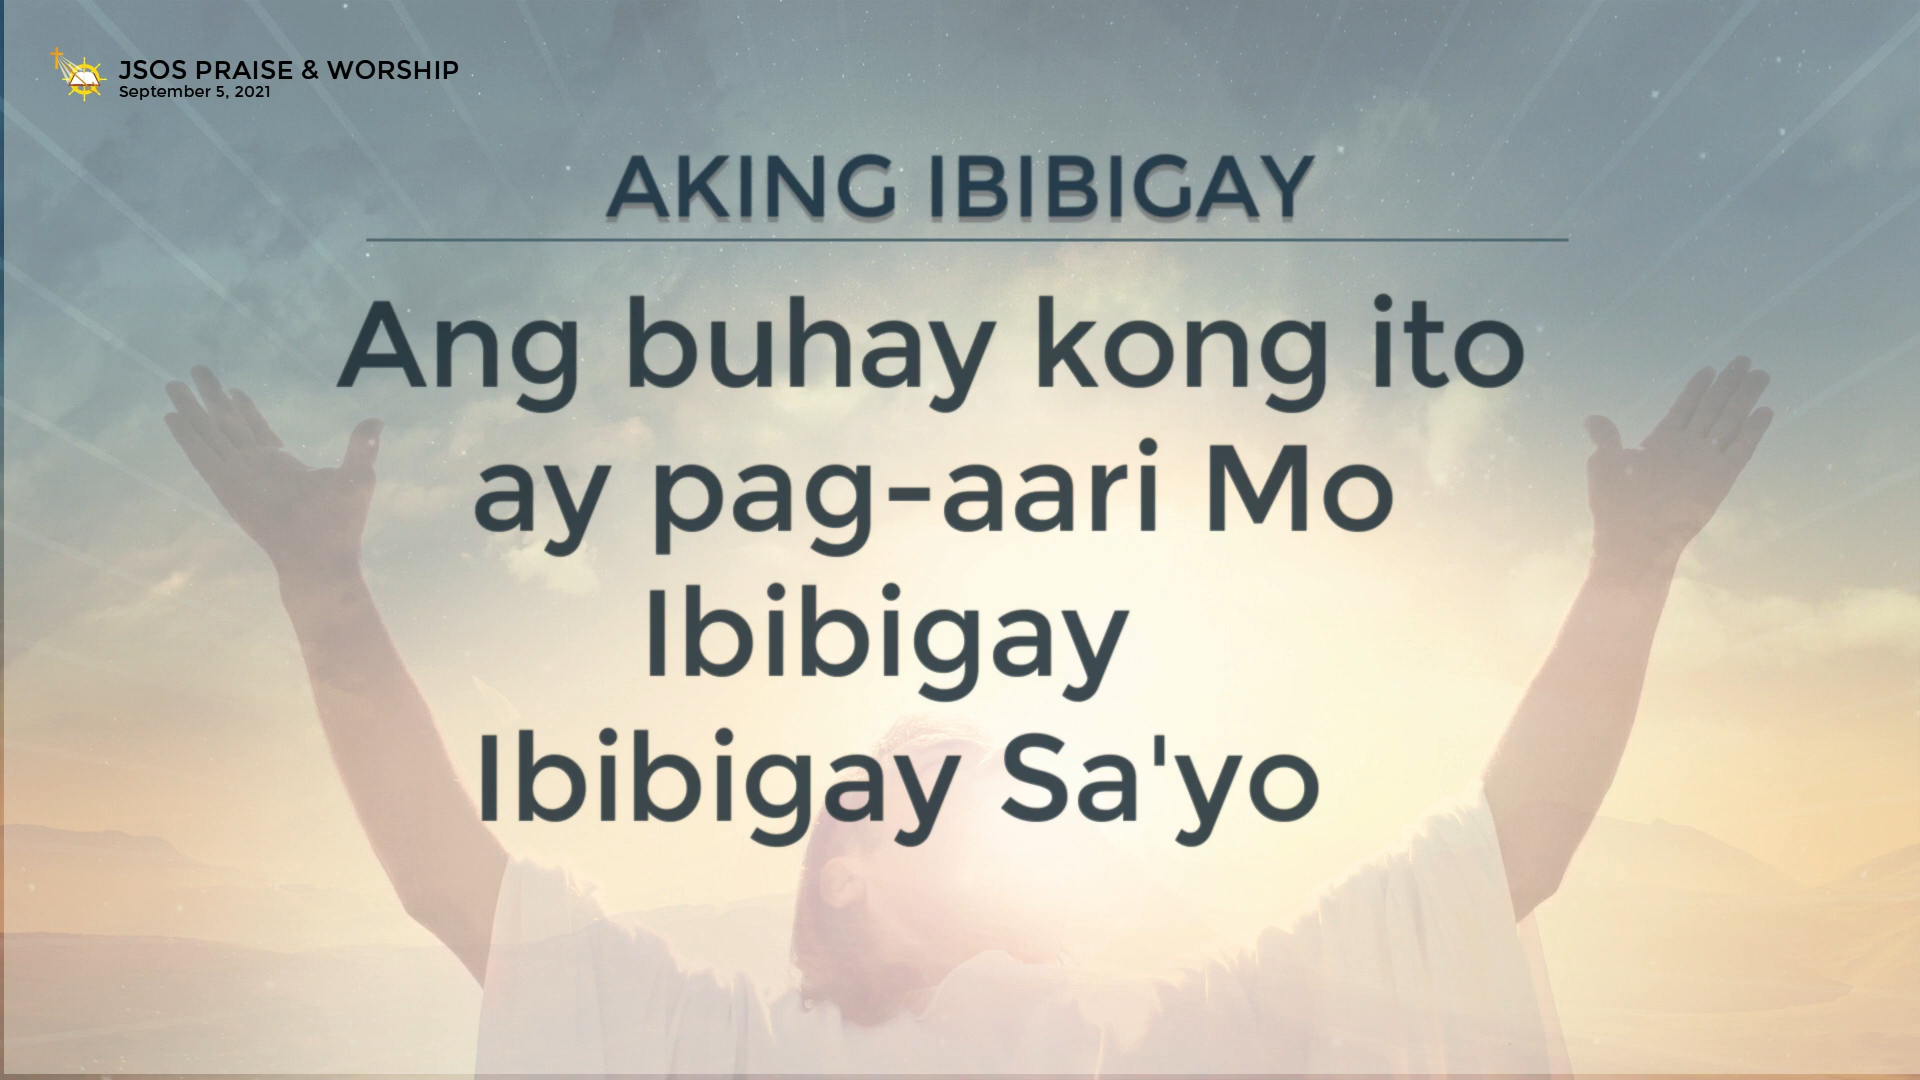 JSOS PRAISE & WORSHIP
September 5, 2021
AKING IBIBIGAY
Ang buhay kong ito
ay pag-aari Mo
Ibibigay
Ibibigay Sa'yo